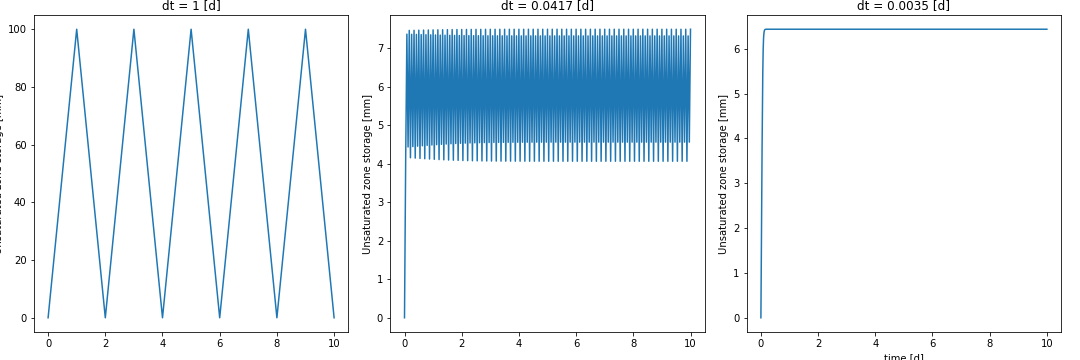 dt = 1 [d]
100
80
60
40
20
0
0 2 4 6 8 10
dt = 0.0417 [d]
Unsaturated zone storage [mm]
7
6
5
4
3
2
1
0
0 2 4 6 8 10
dt = 0.0035 [d]
Unsaturated zone storage [mm]
6
5
4
3
2
1
0
0 2 4 6 8 10
time [d]